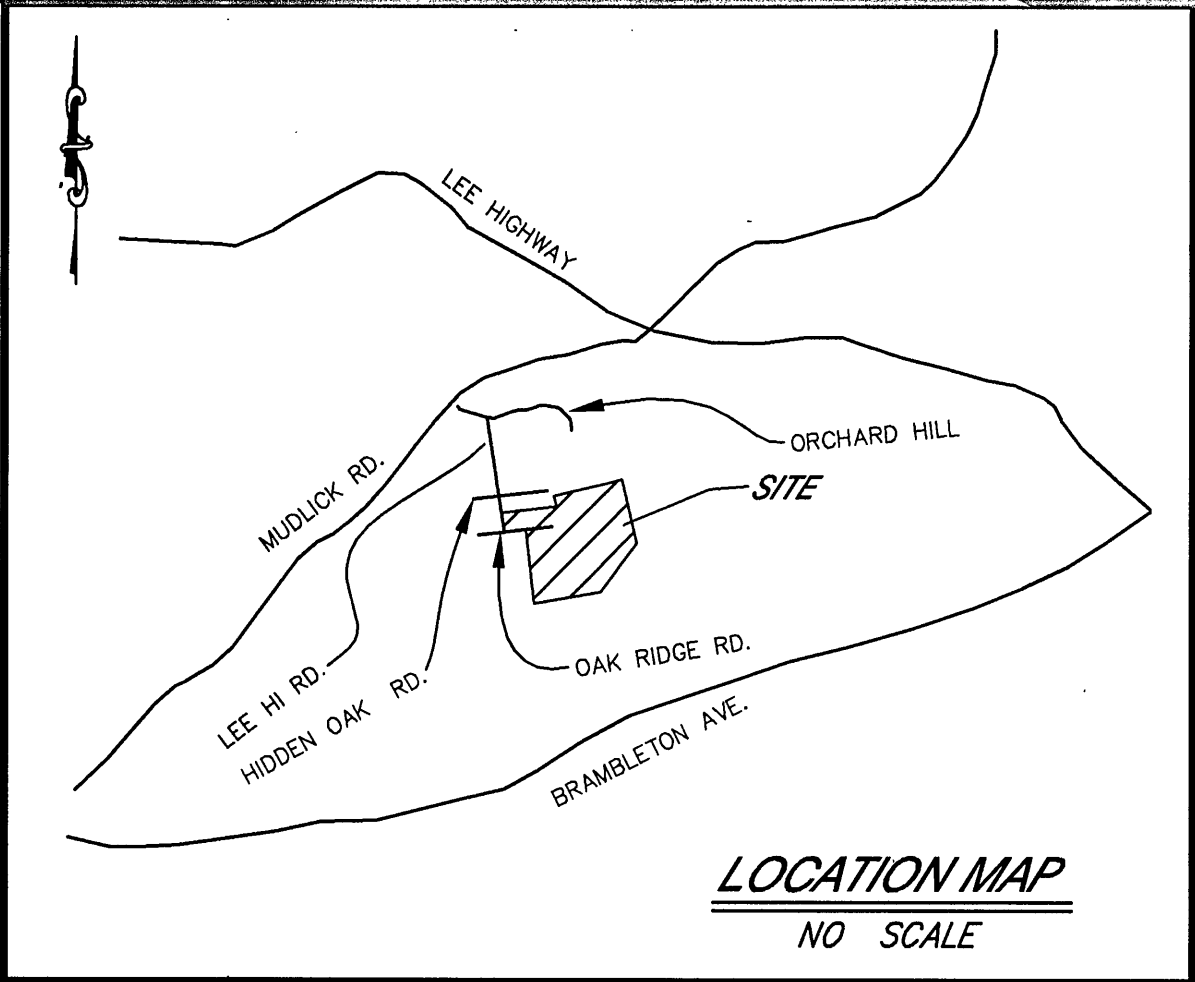 LEE HIGHWAY
ORCHARD HILL
SITE
MUDLICK RD.
OAK RIDGE RD.
LEE HI RD.
HIDDEN OAK RD.
BRAMBLETON AVE.
LOCATION MAP
NO SCALE